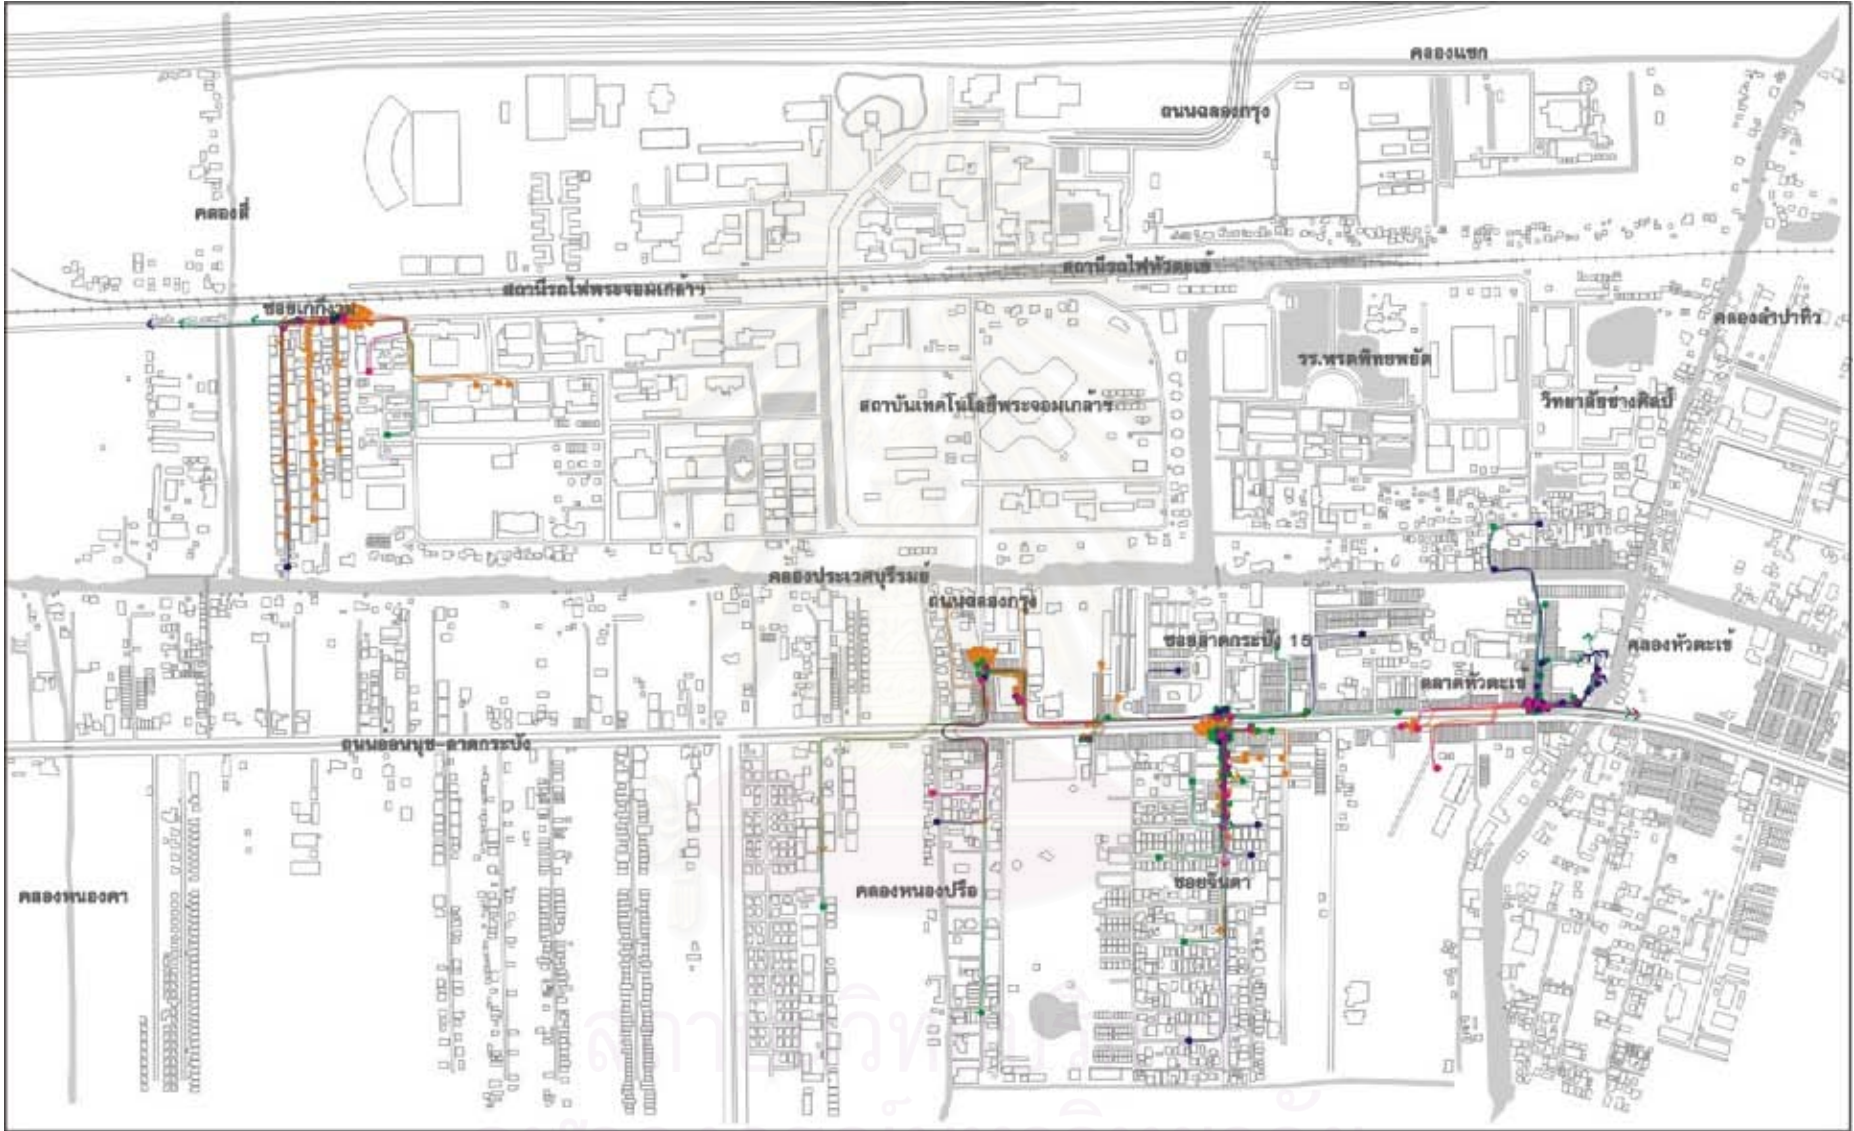 คลองแขก
ถนนฉลองกรุง
คลองสี่
สถานีรถไฟหัวตะเข้
สถานีรถไฟพระจอมเกล้าฯ
ซอยเกกีงาม
คลองลำปาทิว
รร.พรตพิทยพยัต
วิทยาลัยช่างศิลป์
สถาบันเทคโนโลยีพระจอมเกล้าฯ
คลองประเวศบุรีรมย์
ถนนฉลองกรุง
ซอยลาดกระบัง 15
คลองหัวตะเข้
ตลาดหัวตะเข้
ถนนอ่อนนุช-ลาดกระบัง
ซอยจินดา
คลองหนองปรือ
คลองหนองคา